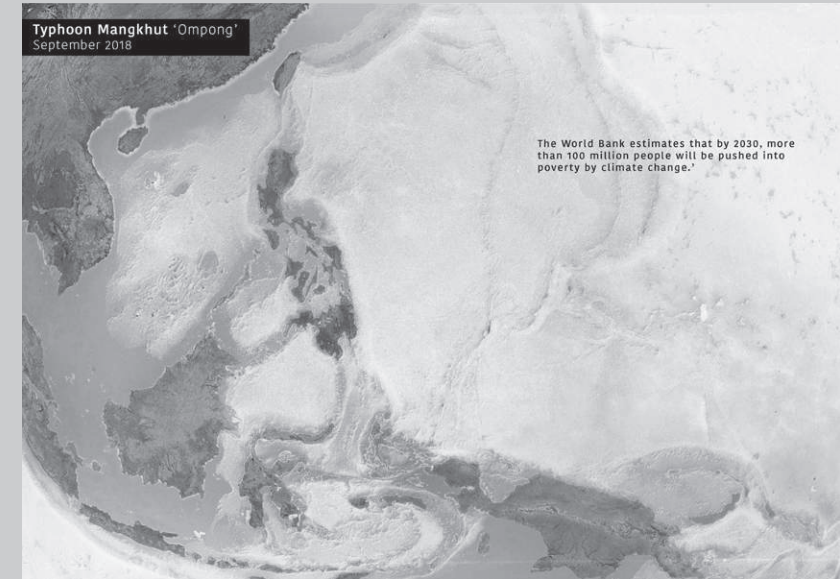 Typhoon Mangkhut ‘Ompong’
September 2018
The World Bank estimates that by 2030, more
than 100 million people will be pushed into
poverty by climate change.’